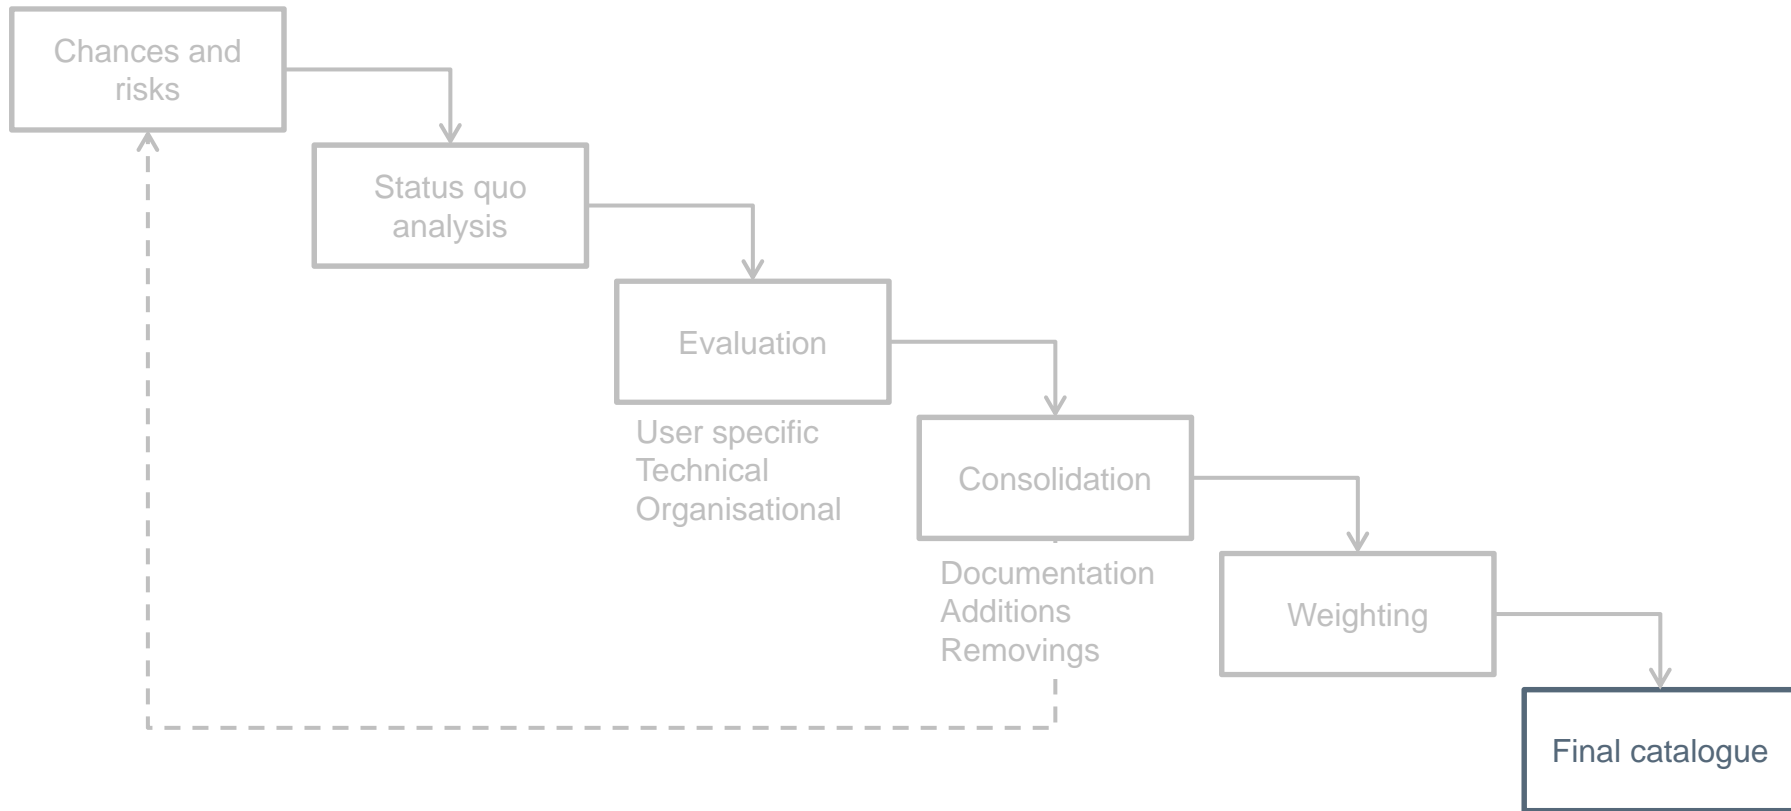 Chances and
risks
Status quo
analysis
Evaluation
User specific
Technical
Organisational
Consolidation
Documentation
Additions
Removings
Weighting
Final catalogue